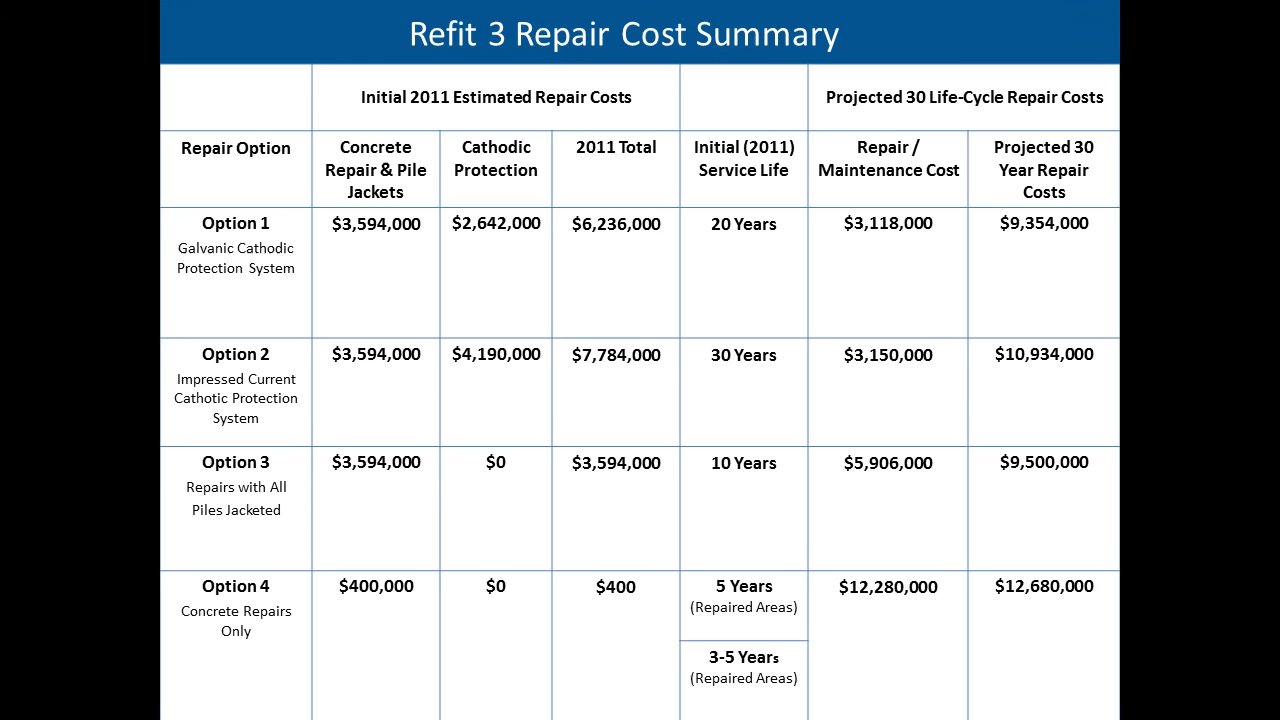 Refit 3 Repair Cost Summary
Initial 2011 Estimated Repair Costs
Projected 30 Life-Cycle Repair Costs
Repair Option
Concrete
Repair & Pile
Jackets
Cathodic
Protection
2011 Total
Initial (2011)
Service Life
Repair /
Maintenance Cost
Projected 30
Year Repair
Costs
Option 1
Galvanic Cathodic
Protection System
$3,594,000
$2,642,000
$6,236,000
20 Years
$3,118,000
$9,354,000
Option 2
Impressed Current
Cathotic Protection
System
$3,594,000
$4,190,000
$7,784,000
30 Years
$3,150,000
$10,934,000
Option 3
Repairs with All
Piles Jacketed
$3,594,000
$0
$3,594,000
10 Years
$5,906,000
$9,500,000
Option 4
Concrete Repairs
Only
$400,000
$0
$400
5 Years
(Repaired Areas)
3-5 Years
(Repaired Areas)
$12,280,000
$12,680,000